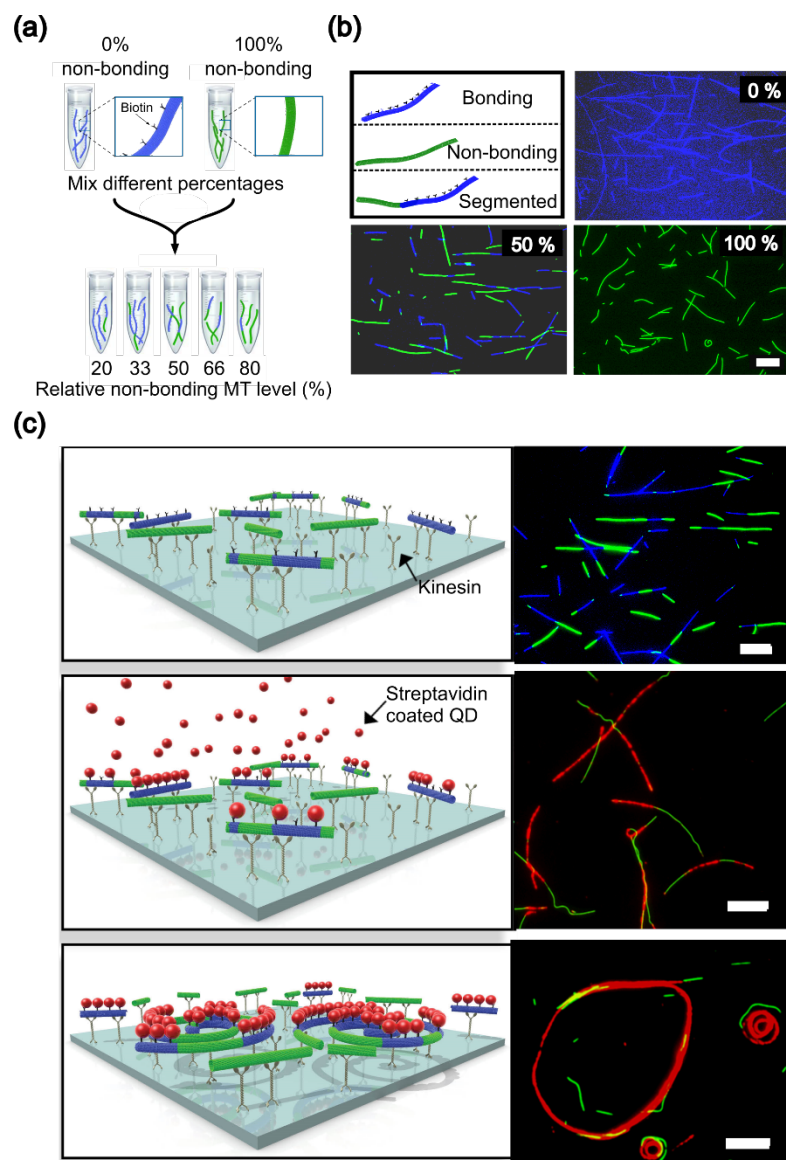 (a)
0%
non-bonding
100%
non-bonding
Biotin
Mix different percentages
20 33 50 66 80
Relative non-bonding MT level (%)
(b)
Bonding
Non-bonding
Segmented
0 %
50 %
100 %
(c)
Kinesin
Streptavidin
coated QD